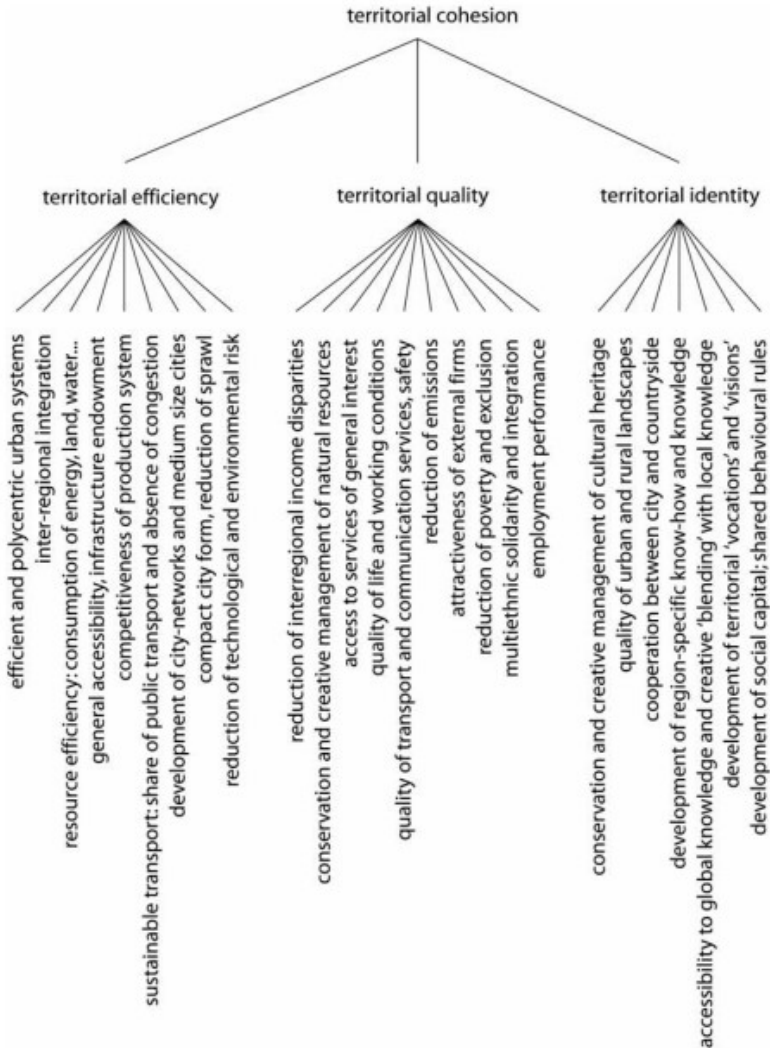 territorial cohesion
territorial efficiency
territorial quality
territorial identity
efficient and polycentric urban systems
inter-regional integration
resource efficiency: consumption of energy, land, water...
general accessibility, infrastructure endowment
competitiveness of production system
sustainable transport: share of public transport and absence of congestion
development of city-networks and medium size cities
compact city form, reduction of sprawl
reduction of technological and environmental risk
reduction of interregional income disparities
conservation and creative management of natural resources
access to services of general interest
quality of life and working conditions
quality of transport and communication services, safety
reduction of emissions
attractiveness of external firms
reduction of poverty and exclusion
multiethnic solidarity and integration
employment performance
conservation and creative management of cultural heritage
quality of urban and rural landscapes
cooperation between city and countryside
development of region-specific know-how and knowledge
accessibility to global knowledge and creative ‘blending’ with local knowledge
development of territorial ‘vocations’ and ‘visions’
development of social capital; shared behavioural rules